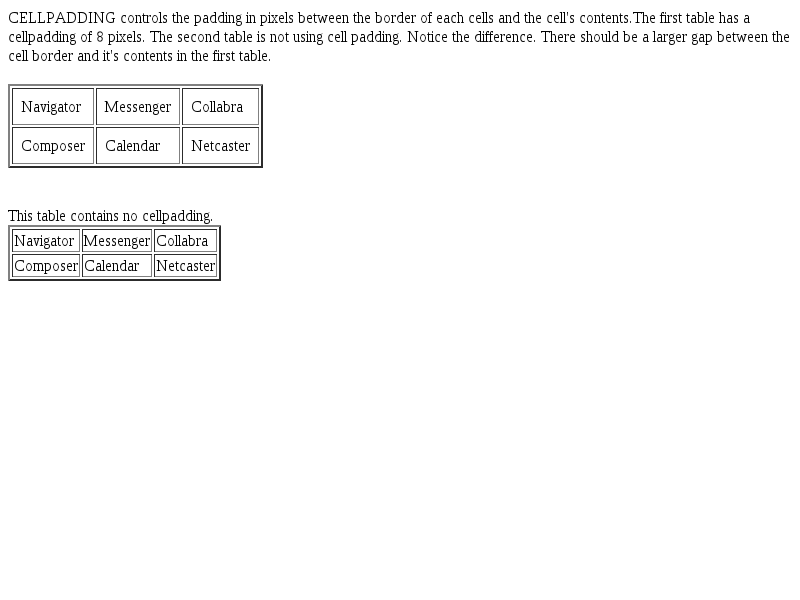 CELLPADDING controls the padding in pixels between the border of each cells and the cell's contents.The first table has a
cellpadding of 8 pixels. The second table is not using cell padding. Notice the difference. There should be a larger gap between the
cell border and it's contents in the first table.
Navigator Messenger Collabra
Composer Calendar Netcaster
This table contains no cellpadding.
Navigator Messenger Collabra
Composer Calendar Netcaster